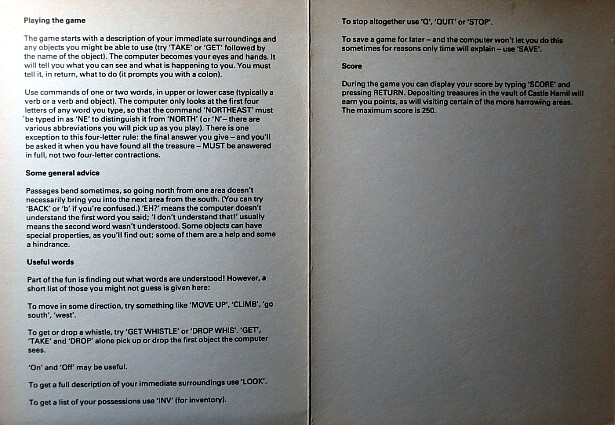 Playing the game
The game starts with a description of your immediate surroundings and
any objects you might be able to use (try 'TAKE' or 'GET' followed by
the name of the object). The computer becomes your eyes and hands. It
will tell you what you can see and what is happening to you. You must
tell it, in return, what to do (it prompts you with a colon).
Use commands of one or two words, in upper or lower case (typically a
verb or a verb and object). The computer only looks at the first four
letters of any word you type, so that the command 'NORTHEAST' must
be typed in as 'NE' to distinguish it from 'NORTH' (or 'N' – there are
various abbreviations you will pick up as you play). There is one
exception to this four-letter rule: the final answer you give – and you'll
be asked it when you have found all the treasure – MUST be answered
in full, not two four-letter contractions.
Some general advice
Passages bend sometimes, so going north from one area doesn't
necessarily bring you into the next area from the south. (You can try
'BACK' or 'b' if you're confused.) 'EH?' means the computer doesn't
understand the first word you said; 'I don't understand that!' usually
means the second word wasn't understood. Some objects can have
special properties, as you'll find out; some of them are a help and some
a hindrance.
Useful words
Part of the fun is finding out what words are understood! However, a
short list of those you might not guess is given here:
To move in some direction, try something like 'MOVE UP', 'CLIMB', 'go
south', 'west'.
To get or drop a whistle, try 'GET WHISTLE' or 'DROP WHIS'. 'GET',
'TAKE' and 'DROP' alone pick up or drop the first object the computer
sees.
'On' and 'Off' may be useful.
To get a full description of your immediate surroundings use 'LOOK'.
To get a list of your possessions use 'INV' (for inventory).
To stop altogether use 'Q', 'QUIT' or 'STOP'.
To save a game for later – and the computer won't let you do this
sometimes for reasons only time will explain – use 'SAVE'.
Score
During the game you can display your score by typing 'SCORE' and
pressing RETURN. Depositing treasures in the vault of Castle Hamil will
earn you points, as will visiting certain of the more harrowing areas.
The maximum score is 250.